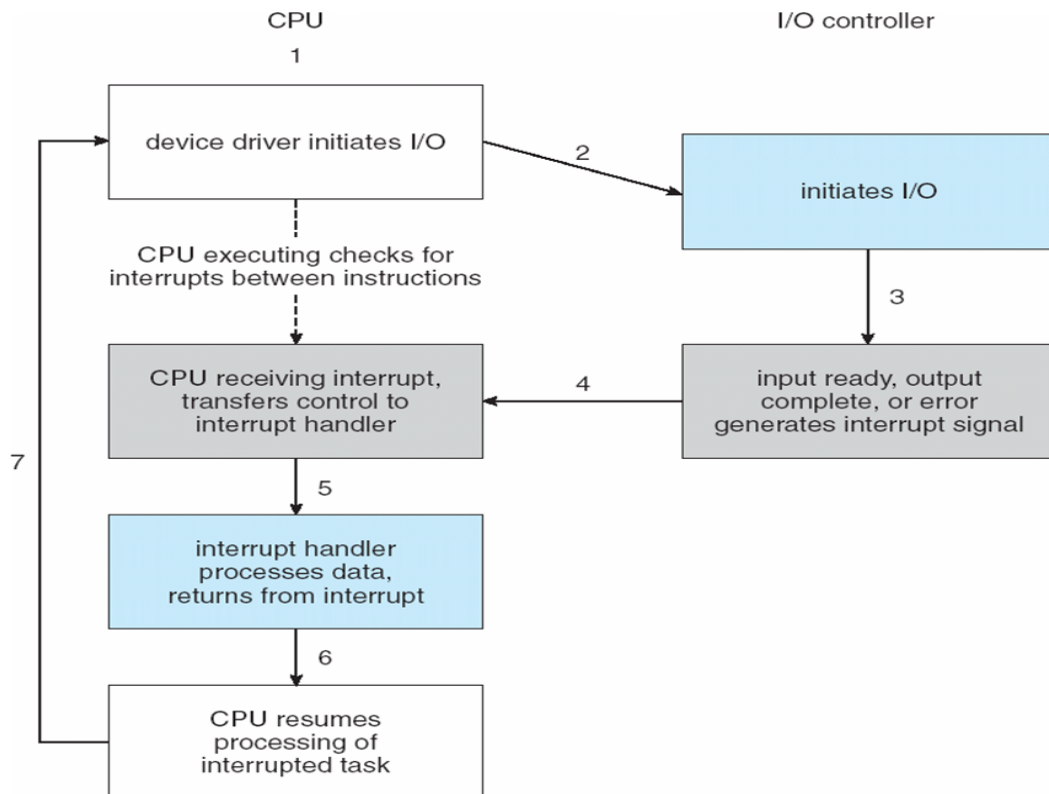 CPU
I/O controller
1
device driver initiates I/O
2
initiates I/O
CPU executing checks for
interrupts between instructions
3
CPU receiving interrupt,
transfers control to
interrupt handler
4
input ready, output
complete, or error
generates interrupt signal
7
5
interrupt handler
processes data,
returns from interrupt
6
CPU resumes
processing of
interrupted task